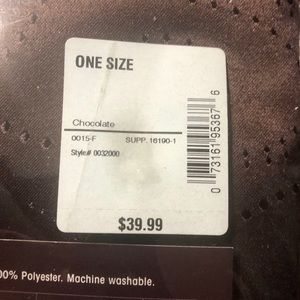 ONE SIZE
Chocolate
0015-F SUPP. 16190-1
Style# 0032000
0 73161 95367 6
$39.99
00% Polyester. Machine washable.